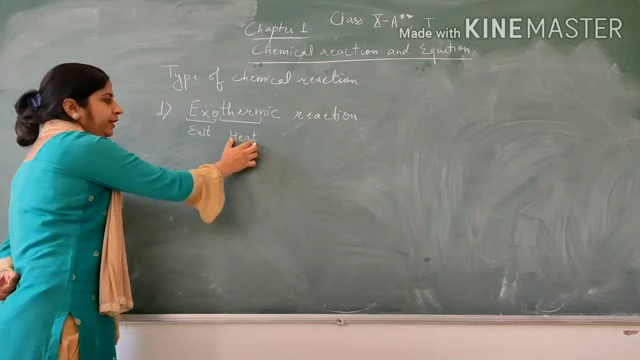 Made with KINEMASTER
Chapter 1 Class X-A
Chemical reaction and Equation
Type of chemical reaction
1) Exothermic reaction
Exit Heat